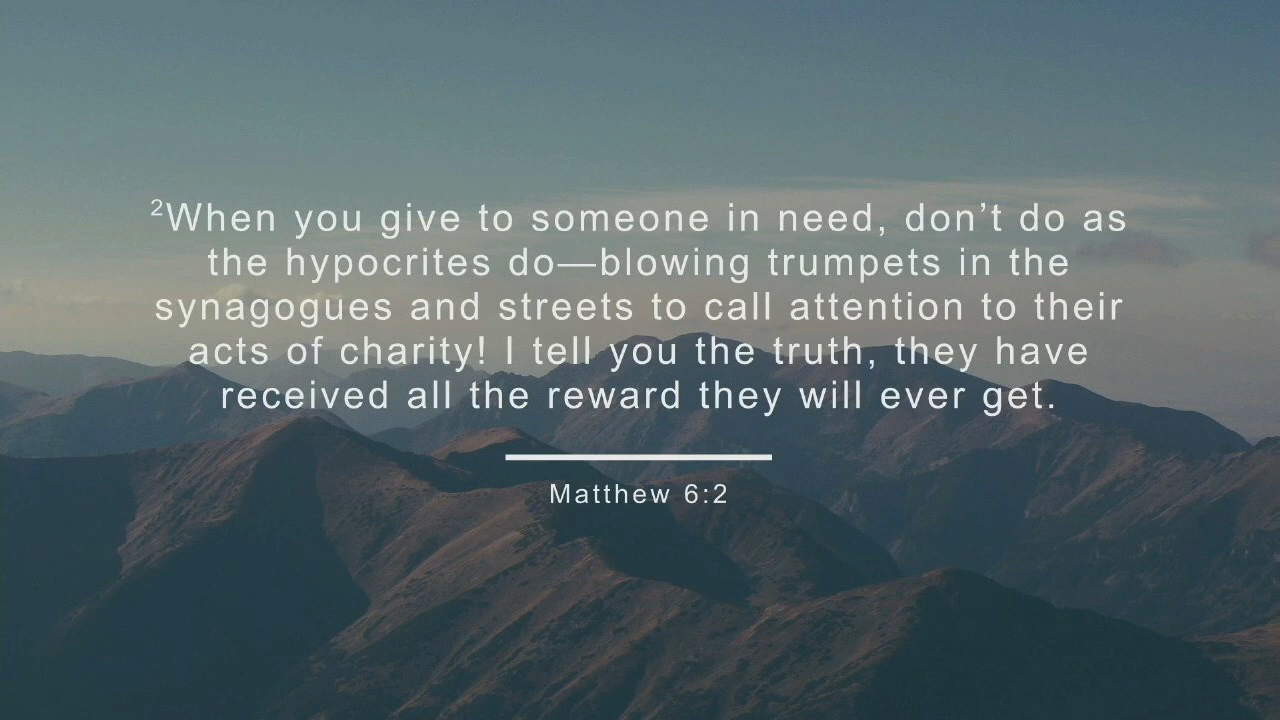 ²When you give to someone in need, don’t do as
the hypocrites do—blowing trumpets in the
synagogues and streets to call attention to their
acts of charity! I tell you the truth, they have
received all the reward they will ever get.
Matthew 6:2